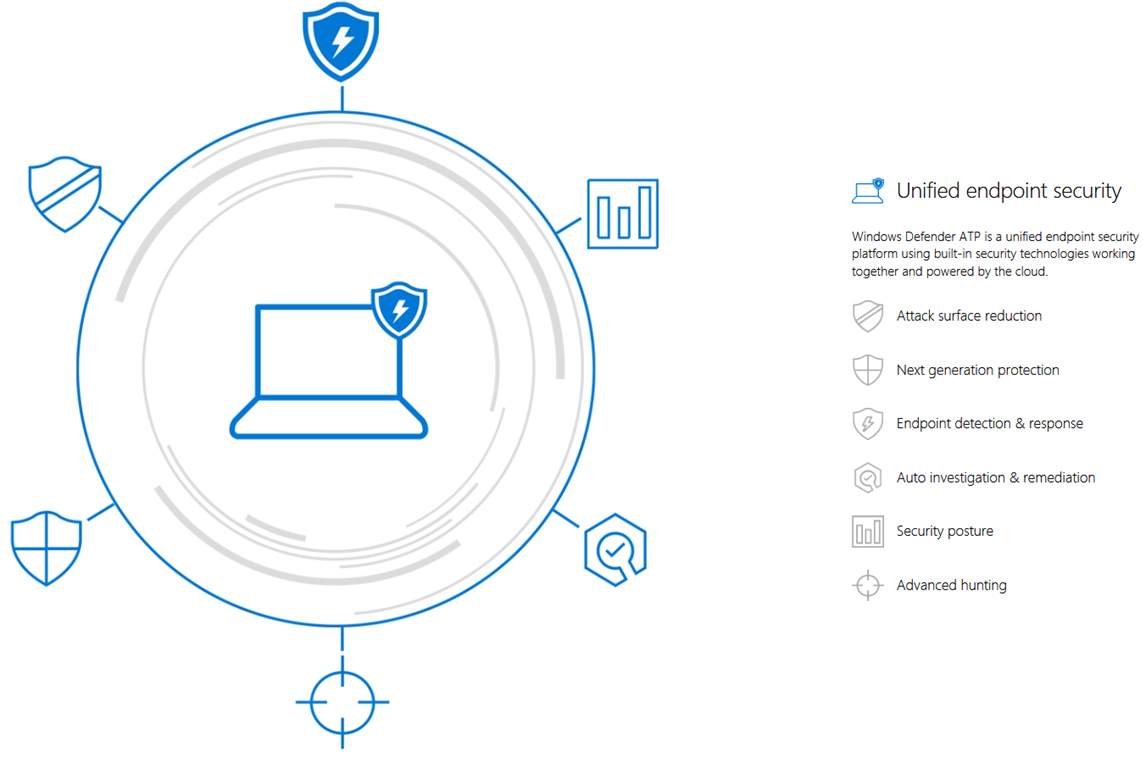 Unified endpoint security
Windows Defender ATP is a unified endpoint security
platform using built-in security technologies working
together and powered by the cloud.
Attack surface reduction
Next generation protection
Endpoint detection & response
Auto investigation & remediation
Security posture
Advanced hunting